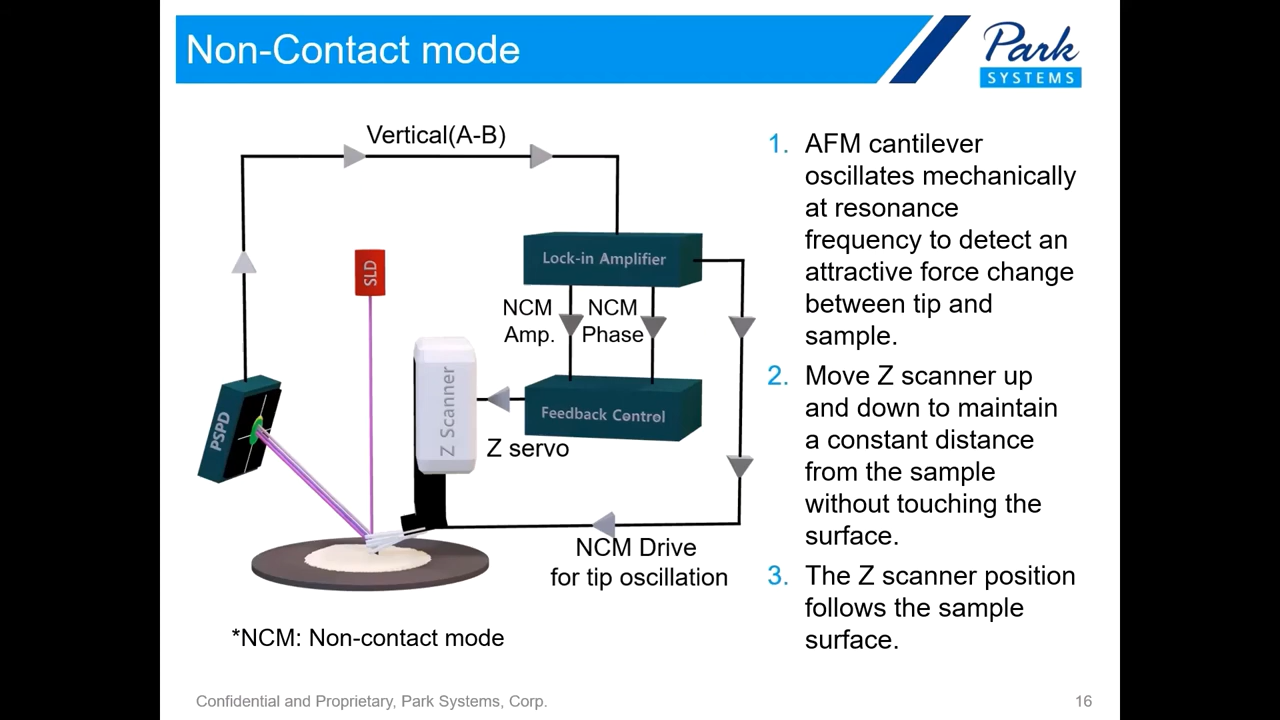 Non-Contact mode
Park
SYSTEMS
Vertical(A-B)
SLD
Lock-in Amplifier
NCM
Amp.
NCM
Phase
PSPD
Z Scanner
Feedback Control
Z servo
NCM Drive
for tip oscillation
*NCM: Non-contact mode
1. AFM cantilever
oscillates mechanically
at resonance
frequency to detect an
attractive force change
between tip and
sample.
2. Move Z scanner up
and down to maintain
a constant distance
from the sample
without touching the
surface.
3. The Z scanner position
follows the sample
surface.
Confidential and Proprietary, Park Systems, Corp.
16